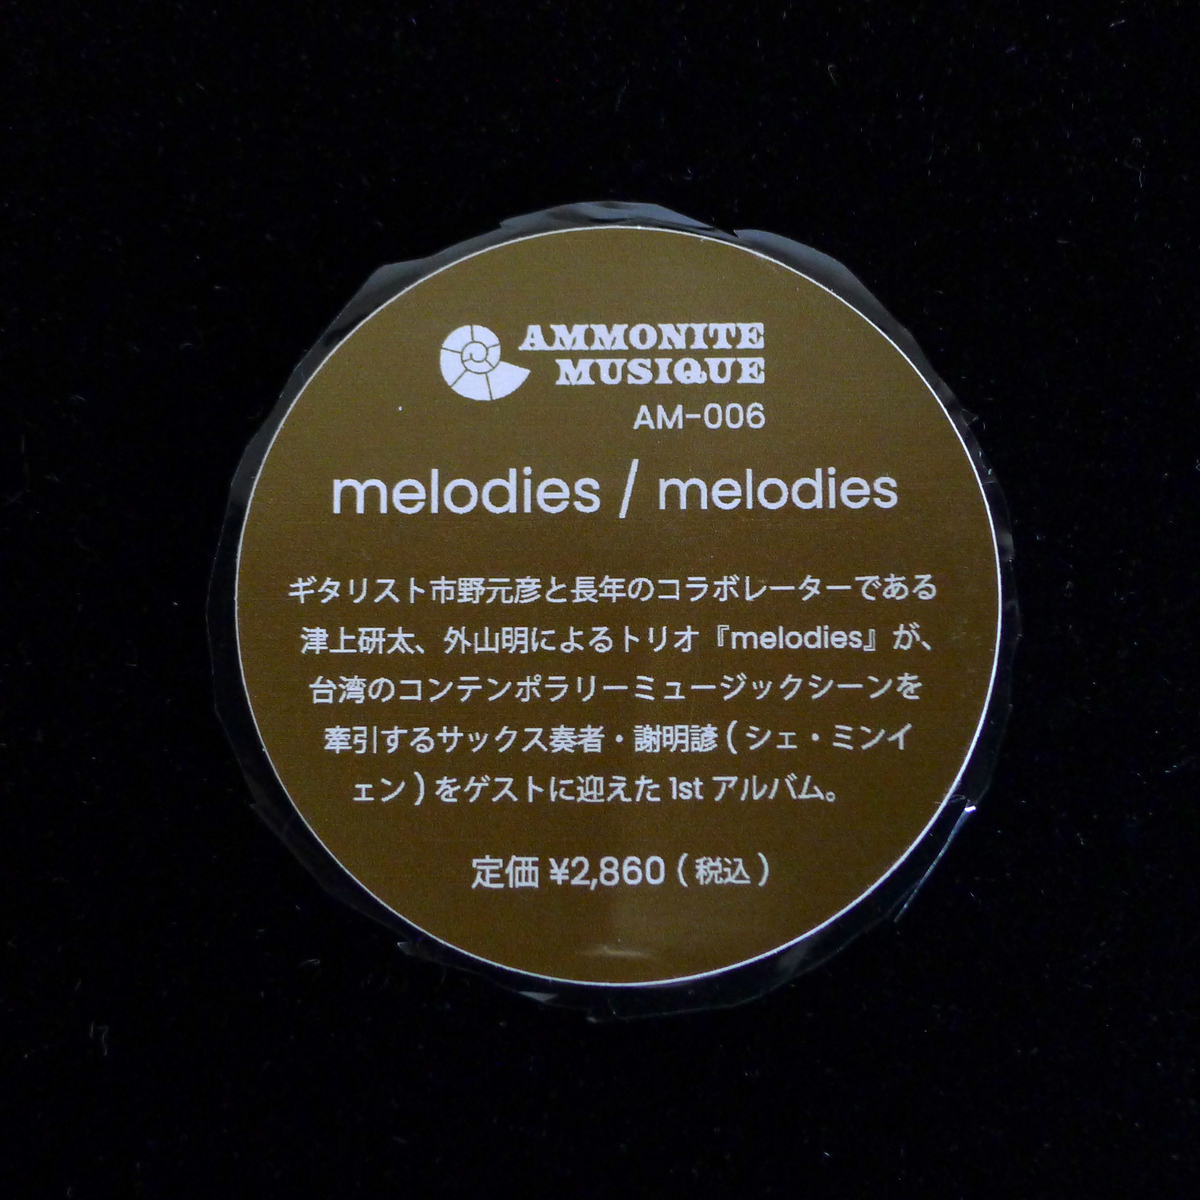 AMMONITE
MUSIQUE
AM-006
melodies / melodies
ギタリスト市野元彦と長年のコラボレーターである
津上研太、外山明によるトリオ『melodies』が、
台湾のコンテンポラリーミュージックシーンを
牽引するサックス奏者・謝明諺 ( シェ・ミンイ
ェン ) をゲストに迎えた 1st アルバム。
定価 ¥2,860 ( 税込 )